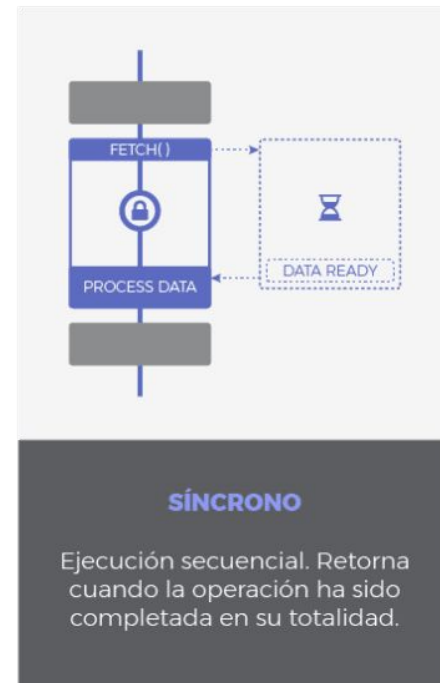 FETCH( )
DATA READY
PROCESS DATA
SÍNCRONO
Ejecución secuencial. Retorna
cuando la operación ha sido
completada en su totalidad.